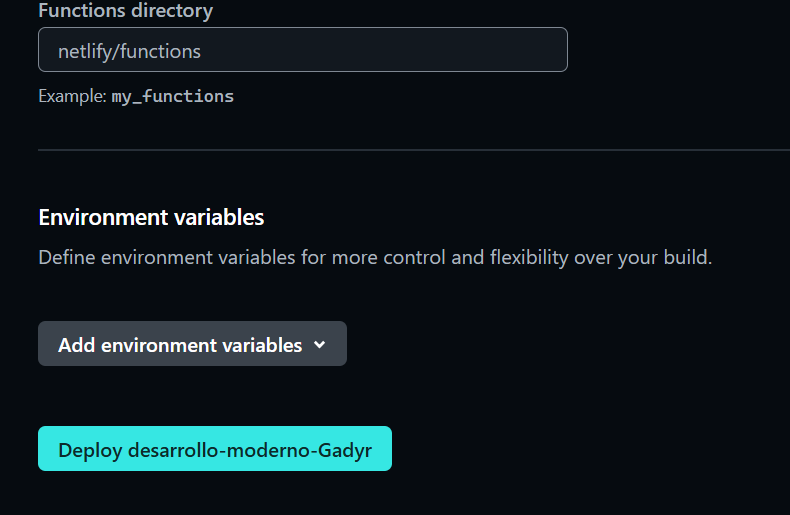 Functions directory
netlify/functions
Example: my_functions
Environment variables
Define environment variables for more control and flexibility over your build.
Add environment variables
Deploy desarrollo-moderno-Gadyr